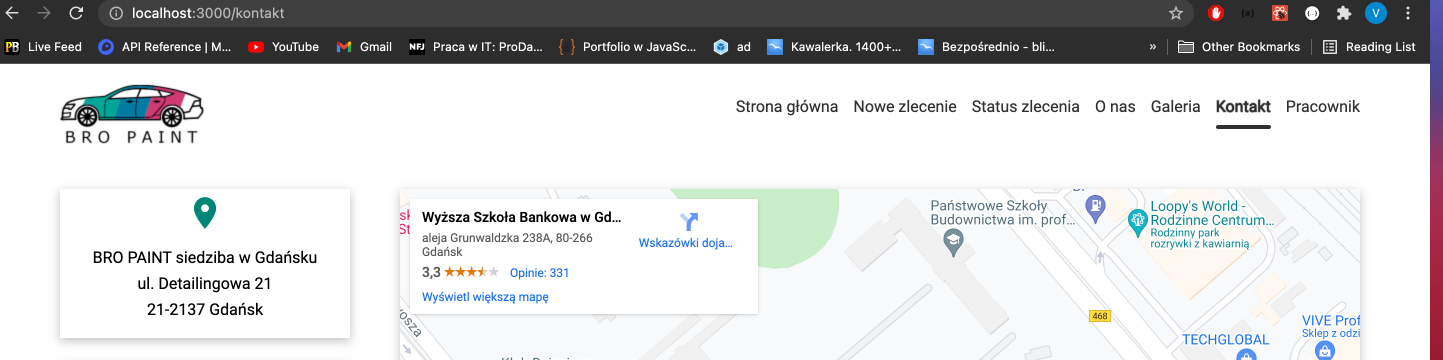 localhost:3000/kontakt
V
PB Live Feed
API Reference | M...
YouTube
Gmail
NFJ Praca w IT: ProDa...
{ } Portfolio w JavaSc...
ad
Kawalerka. 1400+...
Bezpośrednio - bli...
»
Other Bookmarks
Reading List
BRO PAINT
Strona główna
Nowe zlecenie
Status zlecenia
O nas
Galeria
Kontakt
Pracownik
BRO PAINT siedziba w Gdańsku
ul. Detailingowa 21
21-2137 Gdańsk
Wyższa Szkoła Bankowa w Gd...
aleja Grunwaldzka 238A, 80-266
Gdańsk
3,3
Opinie: 331
Wyświetl większą mapę
Wskazówki doja...
Państwowe Szkoły
Budownictwa im. prof...
Loopy's World -
Rodzinne Centrum...
Rodzinny park
rozrywki z kawiarnią
468
TECHGLOBAL
VIVE Prof
Sklep z odzi